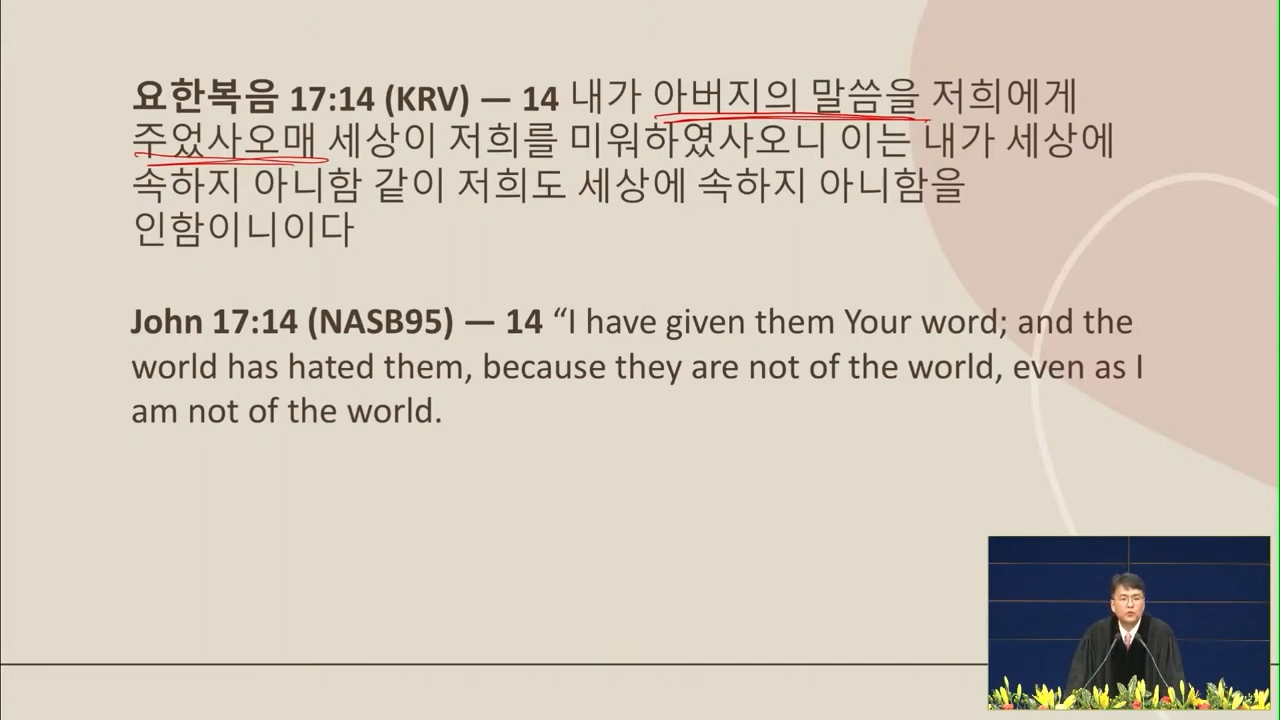 요한복음 17:14 (KRV) — 14 내가 아버지의 말씀을 저희에게
주었사오매 세상이 저희를 미워하였사오니 이는 내가 세상에
속하지 아니함 같이 저희도 세상에 속하지 아니함을
인함이니이다
John 17:14 (NASB95) — 14 “I have given them Your word; and the
world has hated them, because they are not of the world, even as I
am not of the world.